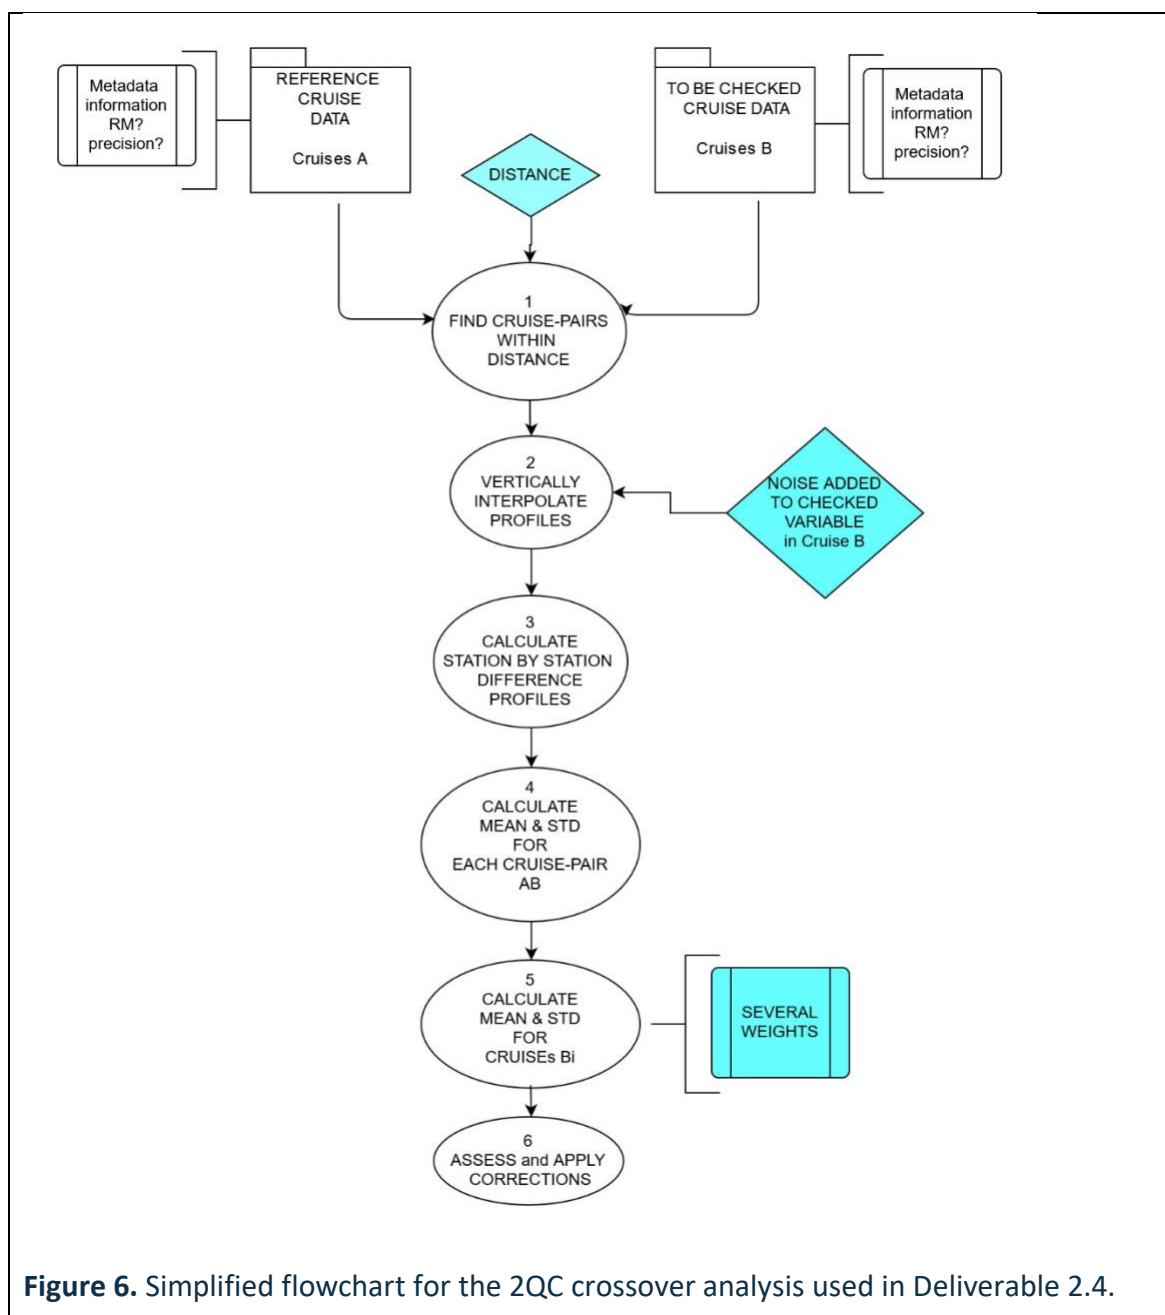 Metadata
information
RM?
precision?
REFERENCE
CRUISE
DATA
Cruises A
TO BE CHECKED
CRUISE DATA
Cruises B
Metadata
information
RM?
precision?
DISTANCE
1
FIND CRUISE-PAIRS
WITHIN
DISTANCE
2
VERTICALLY
INTERPOLATE
PROFILES
NOISE ADDED
TO CHECKED
VARIABLE
in Cruise B
3
CALCULATE
STATION BY STATION
DIFFERENCE
PROFILES
4
CALCULATE
MEAN & STD
FOR
EACH CRUISE-PAIR
AB
5
CALCULATE
MEAN & STD
FOR
CRUISEs Bi
SEVERAL
WEIGHTS
6
ASSESS and APPLY
CORRECTIONS
Figure 6. Simplified flowchart for the 2QC crossover analysis used in Deliverable 2.4.